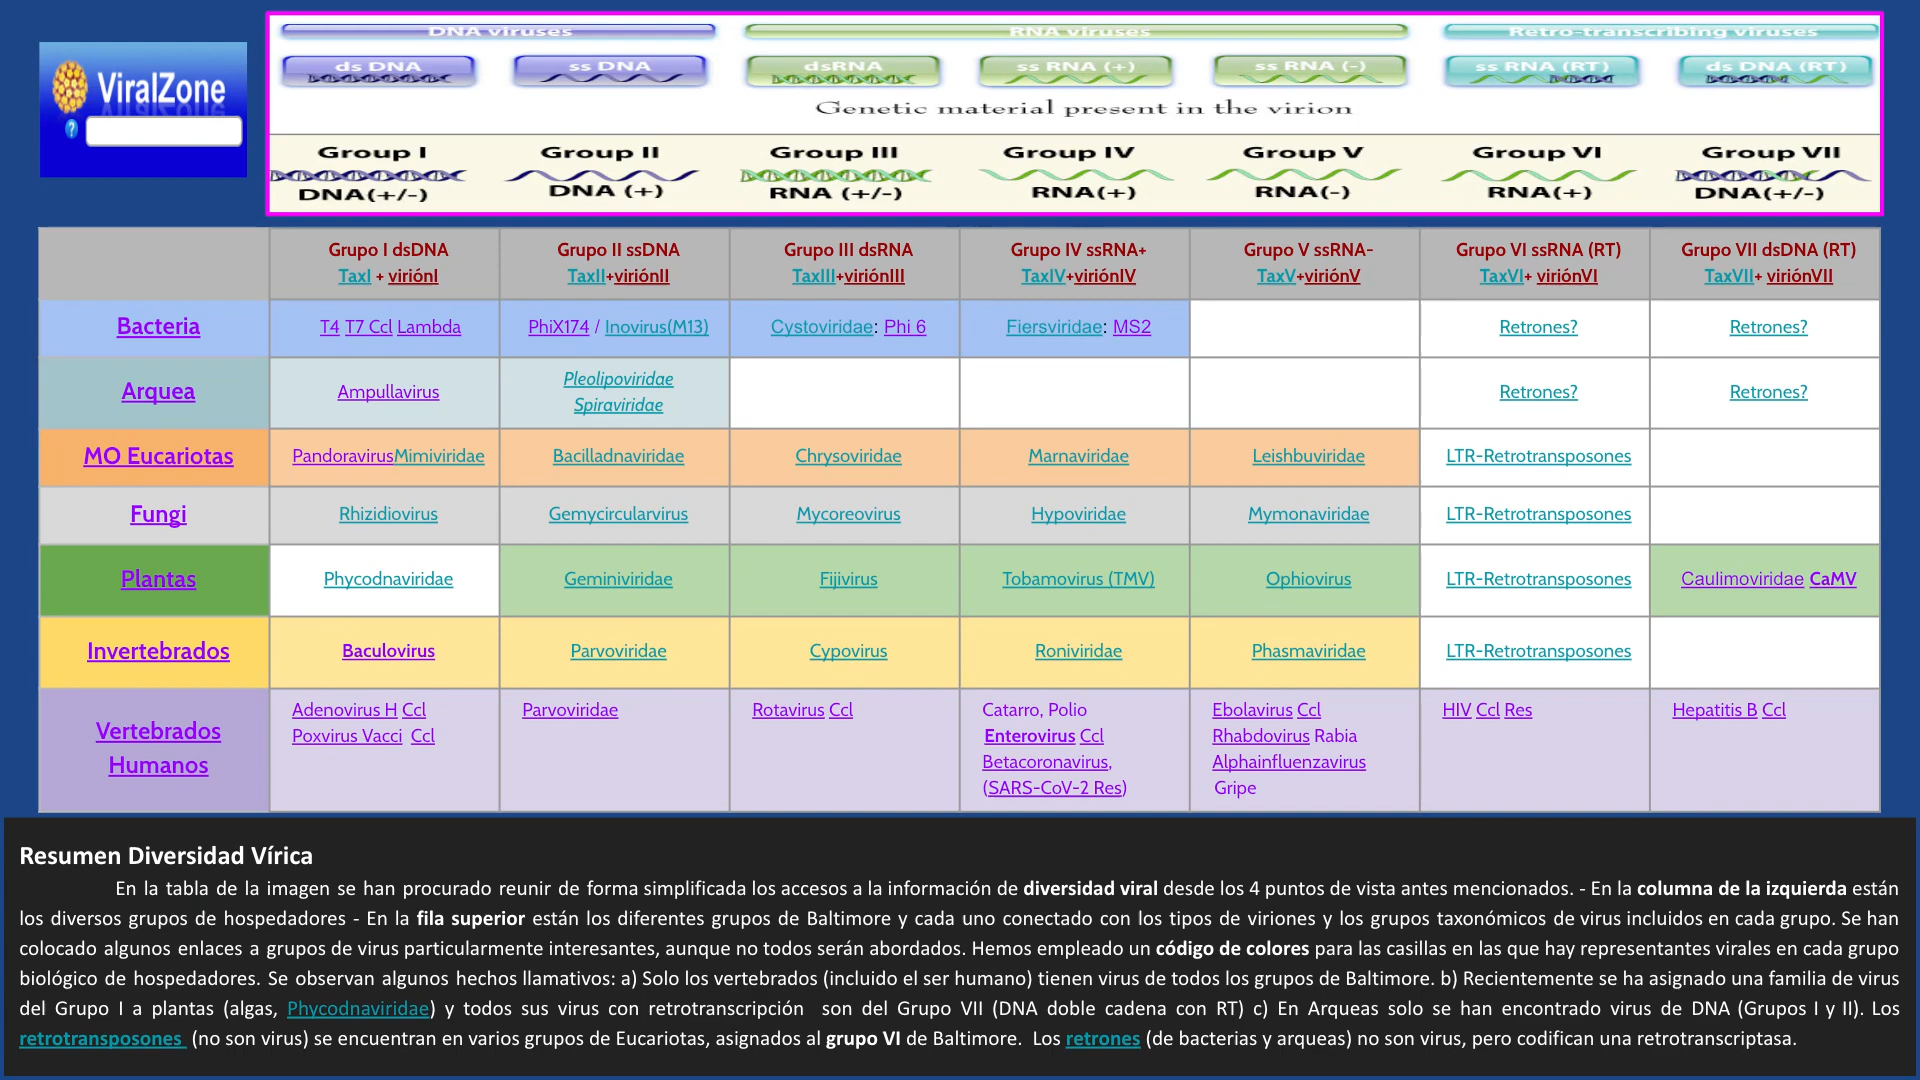 ViralZone
?
DNA viruses RNA viruses Retro-transcribing viruses
ds DNA ss DNA dsRNA ss RNA (+) ss RNA (-) ss RNA (RT) ds DNA (RT)
Genetic material present in the virion
Group I Group II Group III Group IV Group V Group VI Group VII
DNA(+/-) DNA (+) RNA (+/-) RNA(+) RNA(-) RNA(+) DNA(+/-)
Grupo I dsDNA Grupo II ssDNA Grupo III dsRNA Grupo IV ssRNA+ Grupo V ssRNA- Grupo VI ssRNA (RT) Grupo VII dsDNA (RT)
TaxI + viriónI TaxII+viriónII TaxIII+viriónIII TaxIV+viriónIV TaxV+viriónV TaxVI+ viriónVI TaxVII+ viriónVII
Bacteria T4 T7 Ccl Lambda PhiX174 / Inovirus(M13) Cystoviridae: Phi 6 Fiersviridae: MS2 Retrones? Retrones?
Arquea Ampullavirus Pleolipoviridae Retrones? Retrones?
Spiraviridae
MO Eucariotas PandoravirusMimiviridae Bacilladnaviridae Chrysoviridae Marnaviridae Leishbuviridae LTR-Retrotransposones
Fungi Rhizidiovirus Gemycircularvirus Mycoreovirus Hypoviridae Mymonaviridae LTR-Retrotransposones
Plantas Phycodnaviridae Geminiviridae Fijivirus Tobamovirus (TMV) Ophiovirus LTR-Retrotransposones Caulimoviridae CaMV
Invertebrados Baculovirus Parvoviridae Cypovirus Roniviridae Phasmaviridae LTR-Retrotransposones
Vertebrados
Humanos
Adenovirus H Ccl Parvoviridae Rotavirus Ccl Catarro, Polio Ebolavirus Ccl HIV Ccl Res Hepatitis B Ccl
Poxvirus Vacci Ccl Enterovirus Ccl Rhabdovirus Rabia
Betacoronavirus, Alphainfluenzavirus
(SARS-CoV-2 Res) Gripe
Resumen Diversidad Vírica
En la tabla de la imagen se han procurado reunir de forma simplificada los accesos a la información de diversidad viral desde los 4 puntos de vista antes mencionados. - En la columna de la izquierda están
los diversos grupos de hospedadores - En la fila superior están los diferentes grupos de Baltimore y cada uno conectado con los tipos de viriones y los grupos taxonómicos de virus incluidos en cada grupo. Se han
colocado algunos enlaces a grupos de virus particularmente interesantes, aunque no todos serán abordados. Hemos empleado un código de colores para las casillas en las que hay representantes virales en cada grupo
biológico de hospedadores. Se observan algunos hechos llamativos: a) Solo los vertebrados (incluido el ser humano) tienen virus de todos los grupos de Baltimore. b) Recientemente se ha asignado una familia de virus
del Grupo I a plantas (algas, Phycodnaviridae) y todos sus virus con retrotranscripción son del Grupo VII (DNA doble cadena con RT) c) En Arqueas solo se han encontrado virus de DNA (Grupos I y II). Los
retrotransposones (no son virus) se encuentran en varios grupos de Eucariotas, asignados al grupo VI de Baltimore. Los retrones (de bacterias y arqueas) no son virus, pero codifican una retrotranscriptasa.